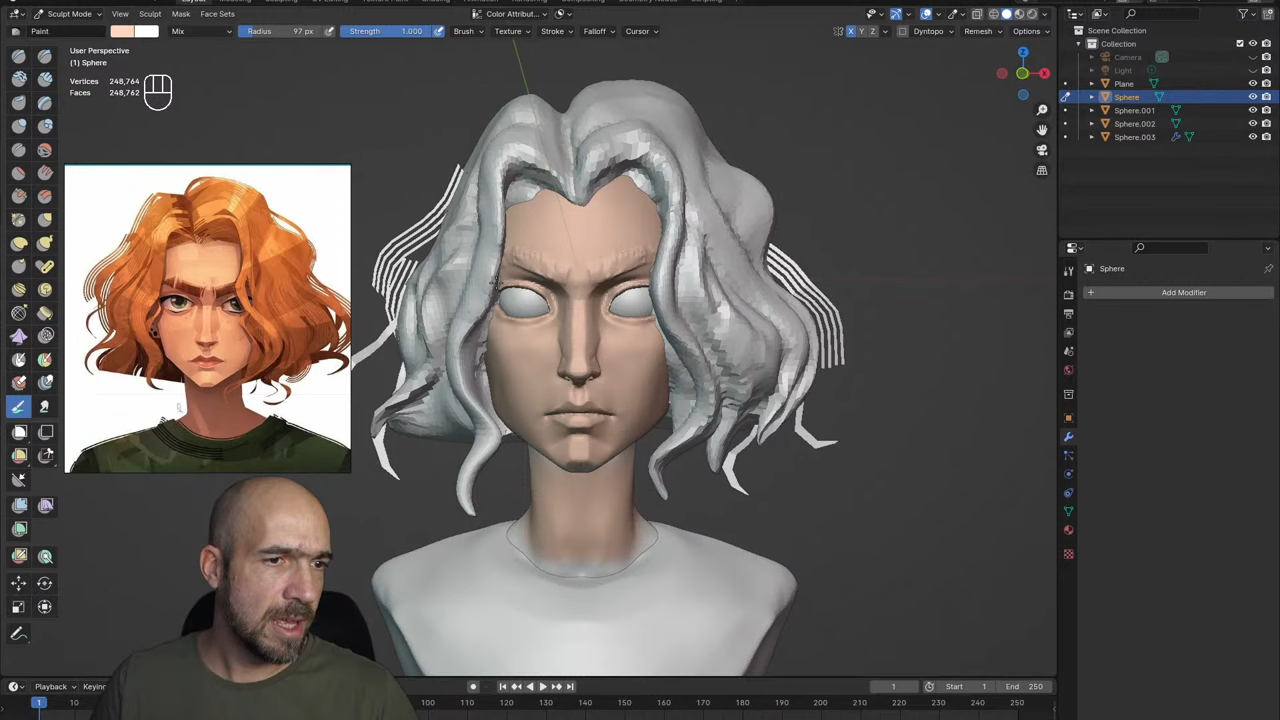 Sculpt Mode View Sculpt Mask Face Sets Color Attribut... Options
Paint Mix Radius 97 px Strength 1.000 Brush Texture Stroke Falloff Cursor X Y Z Dyntopo Remesh Options
User Perspective
(1) Sphere
Vertices 248,764
Faces 248,762
Z
X
Scene Collection
Collection
Camera
Light
Plane
Sphere
Sphere.001
Sphere.002
Sphere.003
Sphere
Add Modifier
Playback Keying 1 Start 1 End 250
1 10 100 110 120 130 140 150 160 170 180 190 200 210 220 230 240 250